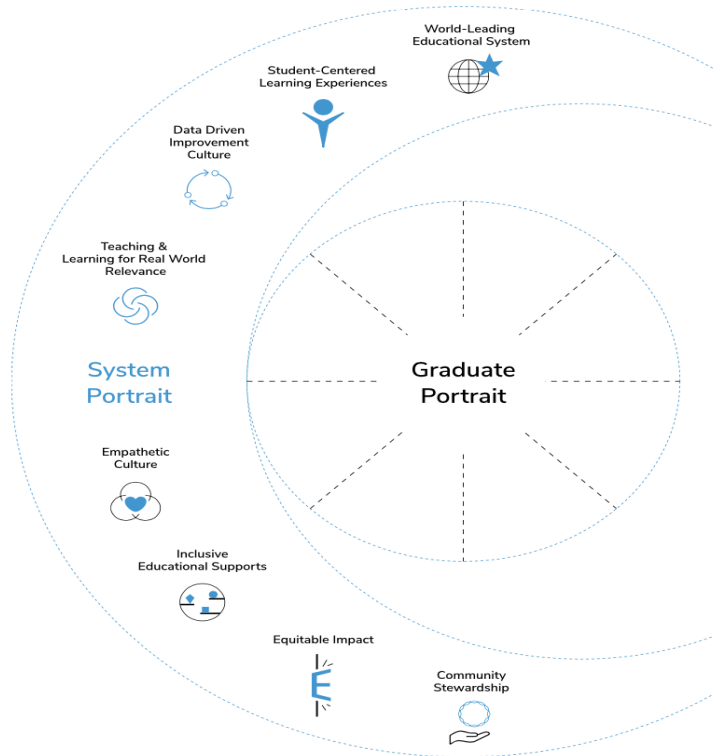 World-Leading
Educational System
Student-Centered
Learning Experiences
Data Driven
Improvement
Culture
Teaching &
Learning for Real World
Relevance
System
Portrait
Graduate
Portrait
Empathetic
Culture
Inclusive
Educational Supports
Equitable Impact
Community
Stewardship